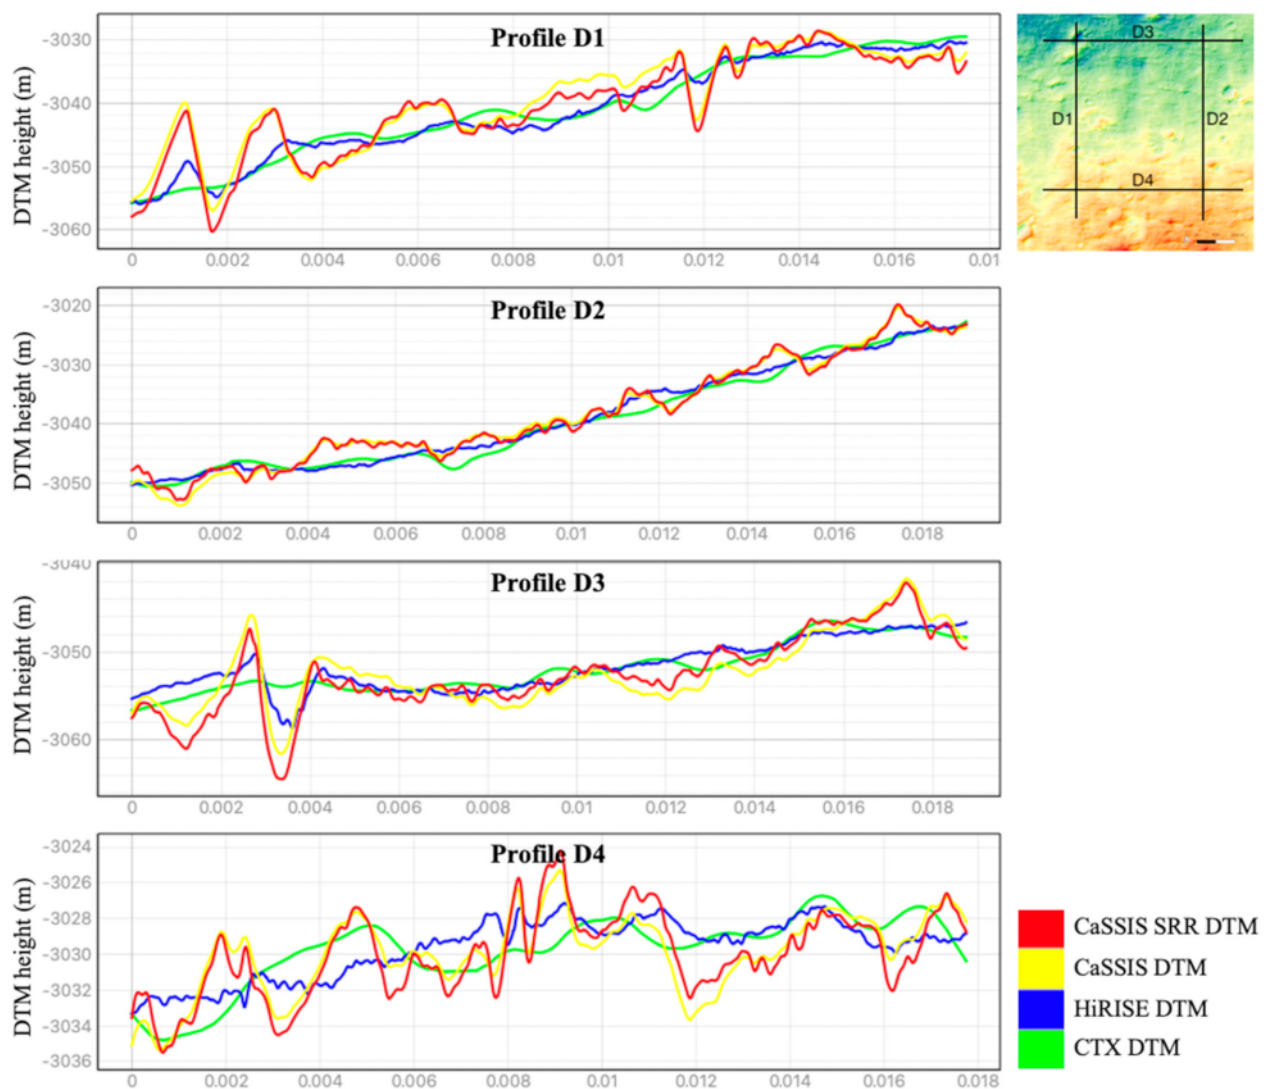 Profile D1
DTM height (m)
-3030
-3040
-3050
-3060
0 0.002 0.004 0.006 0.008 0.01 0.012 0.014 0.016 0.01
D3
D1
D2
D4
Profile D2
DTM height (m)
-3020
-3030
-3040
-3050
0 0.002 0.004 0.006 0.008 0.01 0.012 0.014 0.016 0.018
Profile D3
DTM height (m)
-3040
-3050
-3060
0 0.002 0.004 0.006 0.008 0.01 0.012 0.014 0.016 0.018
Profile D4
DTM height (m)
-3024
-3026
-3028
-3030
-3032
-3034
-3036
0 0.002 0.004 0.006 0.008 0.01 0.012 0.014 0.016 0.018
CaSSIS SRR DTM
CaSSIS DTM
HiRISE DTM
CTX DTM